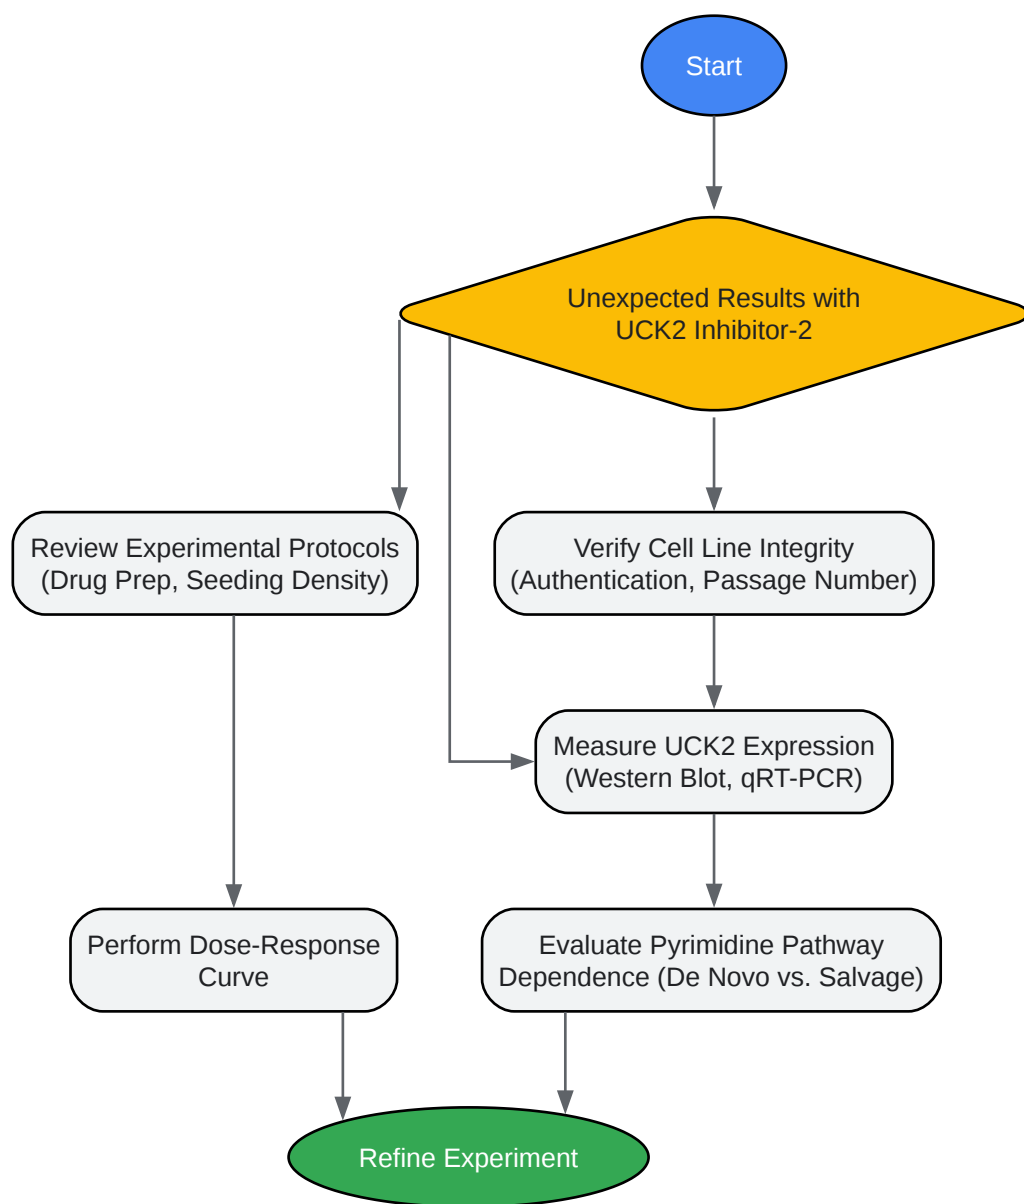 Start
Unexpected Results with
UCK2 Inhibitor-2
Review Experimental Protocols
(Drug Prep, Seeding Density)
Verify Cell Line Integrity
(Authentication, Passage Number)
Measure UCK2 Expression
(Western Blot, qRT-PCR)
Perform Dose-Response
Curve
Evaluate Pyrimidine Pathway
Dependence (De Novo vs. Salvage)
Refine Experiment